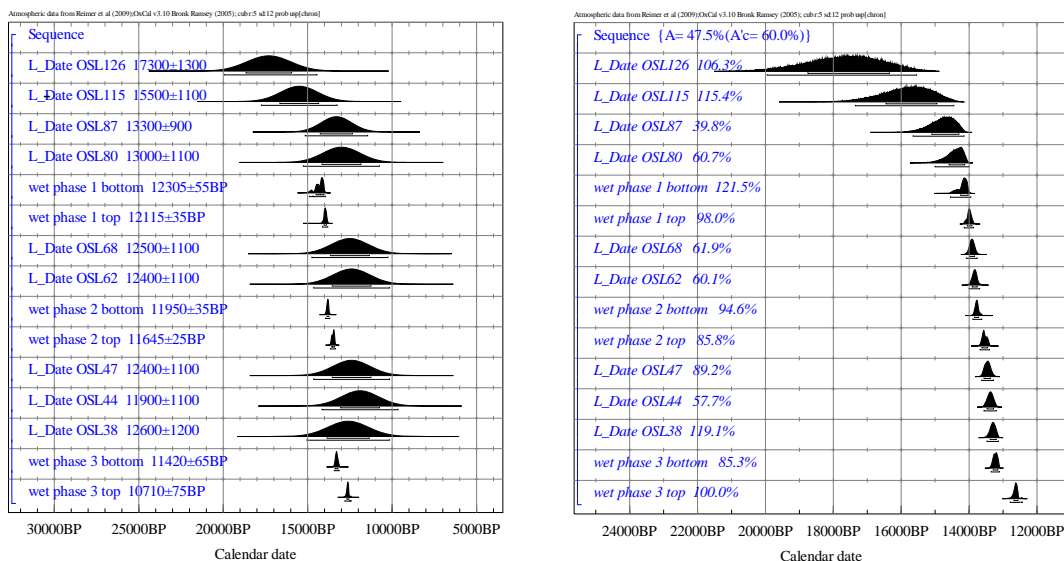 Atmospheric data from Reimer et al (2009);OxCal v3.10 Bronk Ramsey (2005); cub r:5 sd:12 prob usp[chron]
Sequence
L_Date OSL126 17300±1300
L_Date OSL115 15500±1100
L_Date OSL87 13300±900
L_Date OSL80 13000±1100
wet phase 1 bottom 12305±55BP
wet phase 1 top 12115±35BP
L_Date OSL68 12500±1100
L_Date OSL62 12400±1100
wet phase 2 bottom 11950±35BP
wet phase 2 top 11645±25BP
L_Date OSL47 12400±1100
L_Date OSL44 11900±1100
L_Date OSL38 12600±1200
wet phase 3 bottom 11420±65BP
wet phase 3 top 10710±75BP
30000BP 25000BP 20000BP 15000BP 10000BP 5000BP
Calendar date
Atmospheric data from Reimer et al (2009);OxCal v3.10 Bronk Ramsey (2005); cub r:5 sd:12 prob usp[chron]
Sequence {A= 47.5%(A'c= 60.0%)}
L_Date OSL126 106.3%
L_Date OSL115 115.4%
L_Date OSL87 39.8%
L_Date OSL80 60.7%
wet phase 1 bottom 121.5%
wet phase 1 top 98.0%
L_Date OSL68 61.9%
L_Date OSL62 60.1%
wet phase 2 bottom 94.6%
wet phase 2 top 85.8%
L_Date OSL47 89.2%
L_Date OSL44 57.7%
L_Date OSL38 119.1%
wet phase 3 bottom 85.3%
wet phase 3 top 100.0%
24000BP 22000BP 20000BP 18000BP 16000BP 14000BP 12000BP
Calendar date